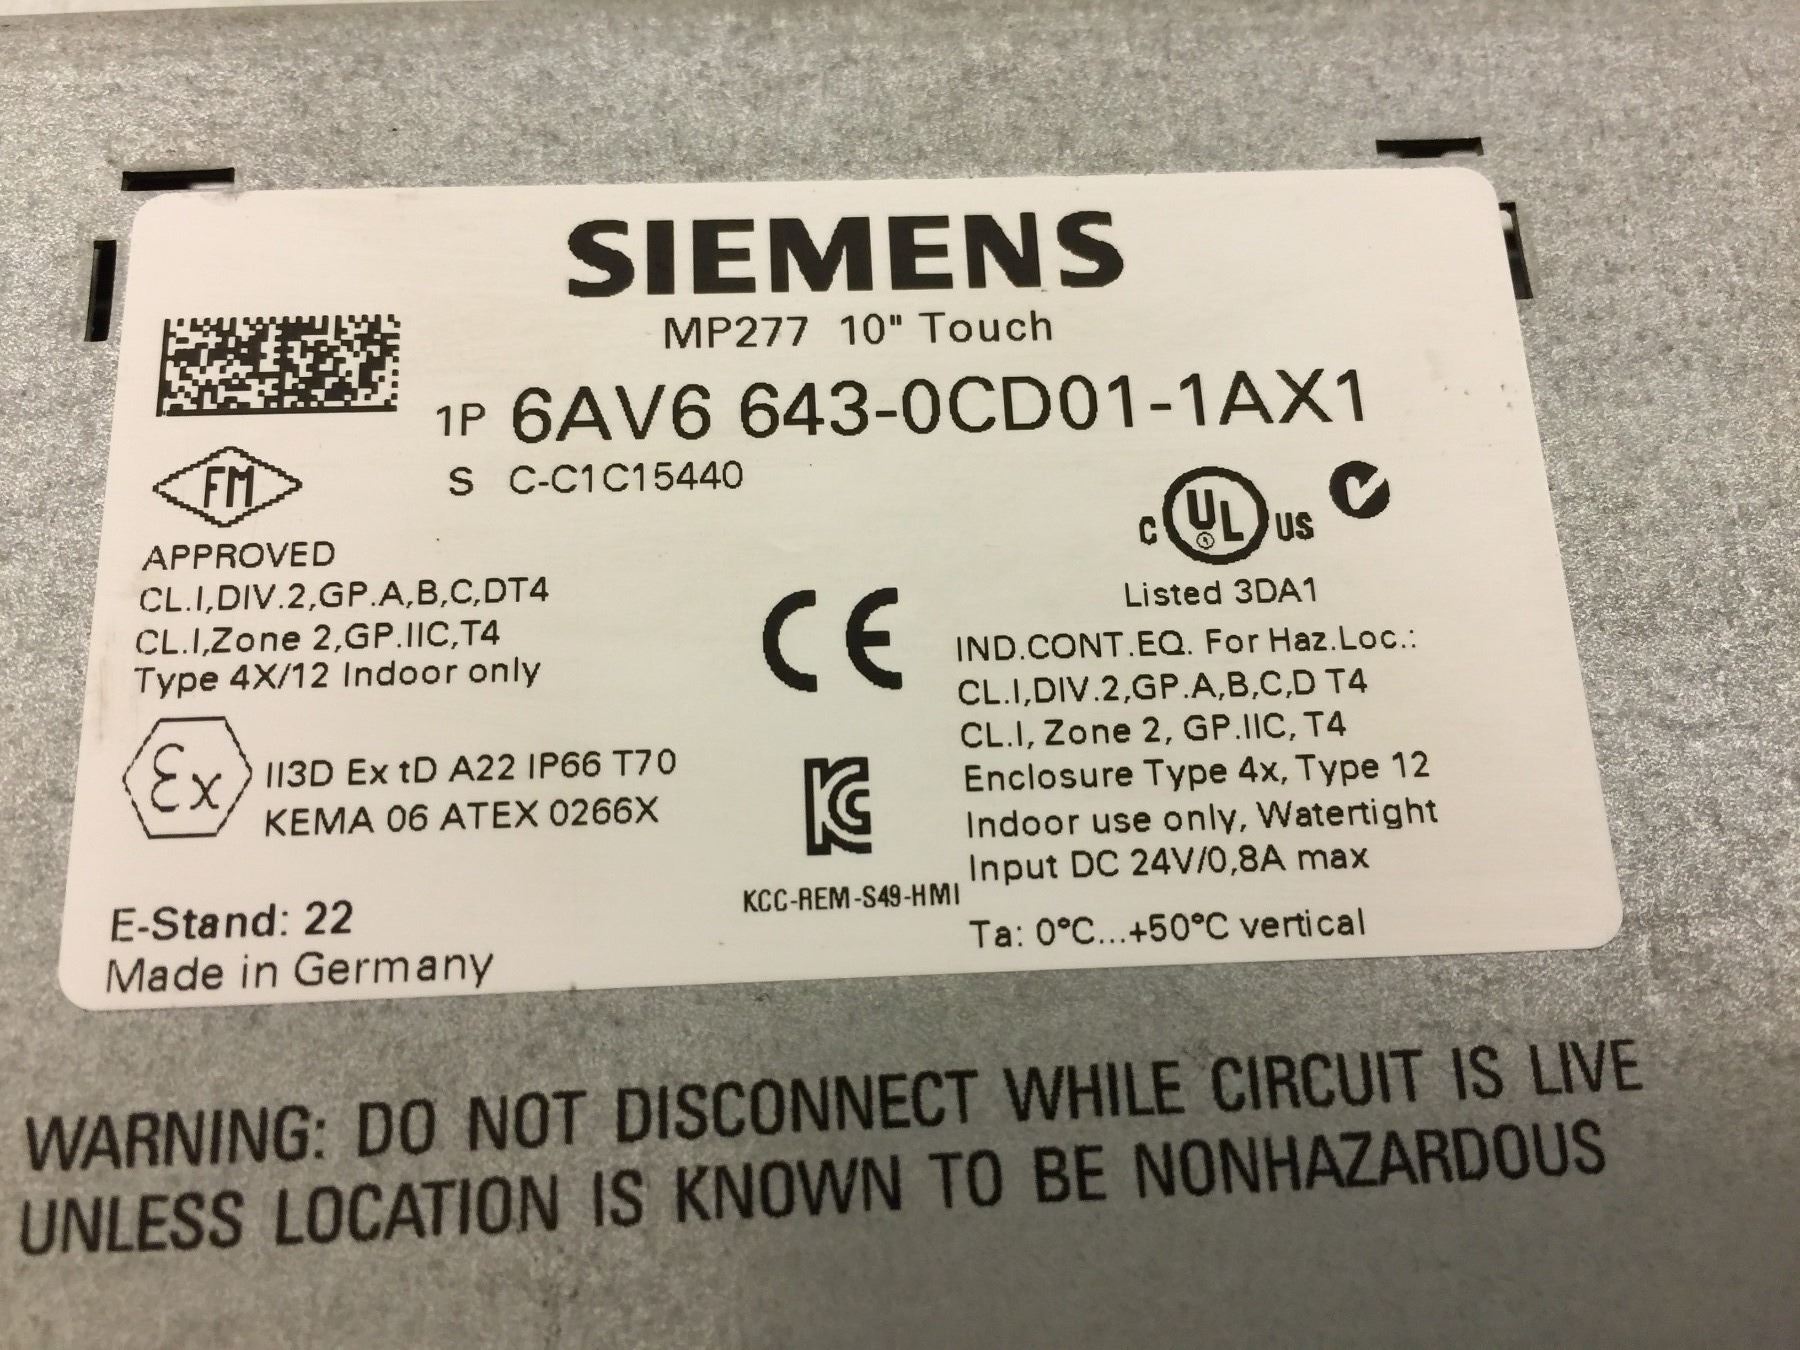 SIEMENS
MP277 10" Touch
1P 6AV6 643-0CD01-1AX1
S C-C1C15440
FM
APPROVED
CL.I,DIV.2,GP.A,B,C,DT4
CL.I,Zone 2,GP.IIC,T4
Type 4X/12 Indoor only
Ex II3D Ex tD A22 IP66 T70
KEMA 06 ATEX 0266X
E-Stand: 22
Made in Germany
CE
KC
KCC-REM-S49-HMI
C UL US
Listed 3DA1
IND.CONT.EQ. For Haz.Loc.:
CL.I,DIV.2,GP.A,B,C,D T4
CL.I, Zone 2, GP.IIC, T4
Enclosure Type 4x, Type 12
Indoor use only, Watertight
Input DC 24V/0,8A max
Ta: 0°C...+50°C vertical
WARNING: DO NOT DISCONNECT WHILE CIRCUIT IS LIVE
UNLESS LOCATION IS KNOWN TO BE NONHAZARDOUS